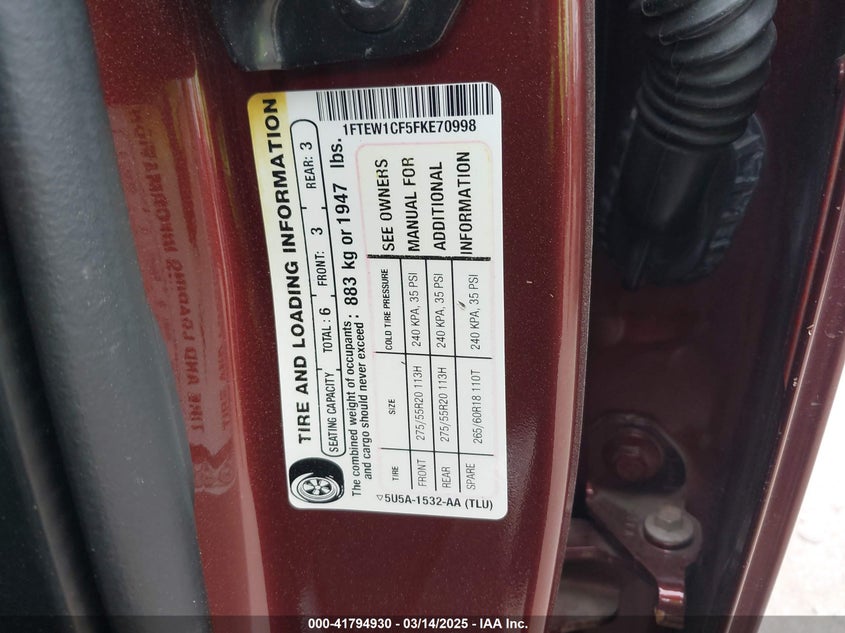 TIRE AND LOADING INFORMATION
SEATING CAPACITY TOTAL : 6 FRONT: 3 REAR: 3
The combined weight of occupants
and cargo should never exceed : 883 kg or 1947 lbs.
TIRE SIZE COLD TIRE PRESSURE
FRONT 275/55R20 113H 240 KPA, 35 PSI
REAR 275/55R20 113H 240 KPA, 35 PSI
SPARE 265/60R18 110T 240 KPA, 35 PSI
SEE OWNERS
MANUAL FOR
ADDITIONAL
INFORMATION
5U5A-1532-AA (TLU)
1FTEW1CF5FKE70998
000-41794930 - 03/14/2025 - IAA Inc.